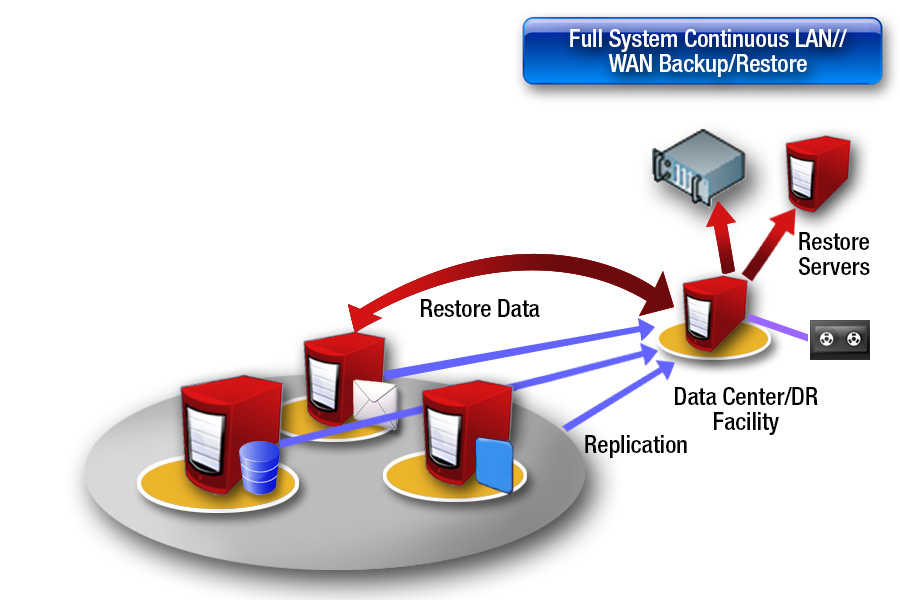 Full System Continuous LAN//
WAN Backup/Restore
Restore
Servers
Restore Data
Data Center/DR
Facility
Replication